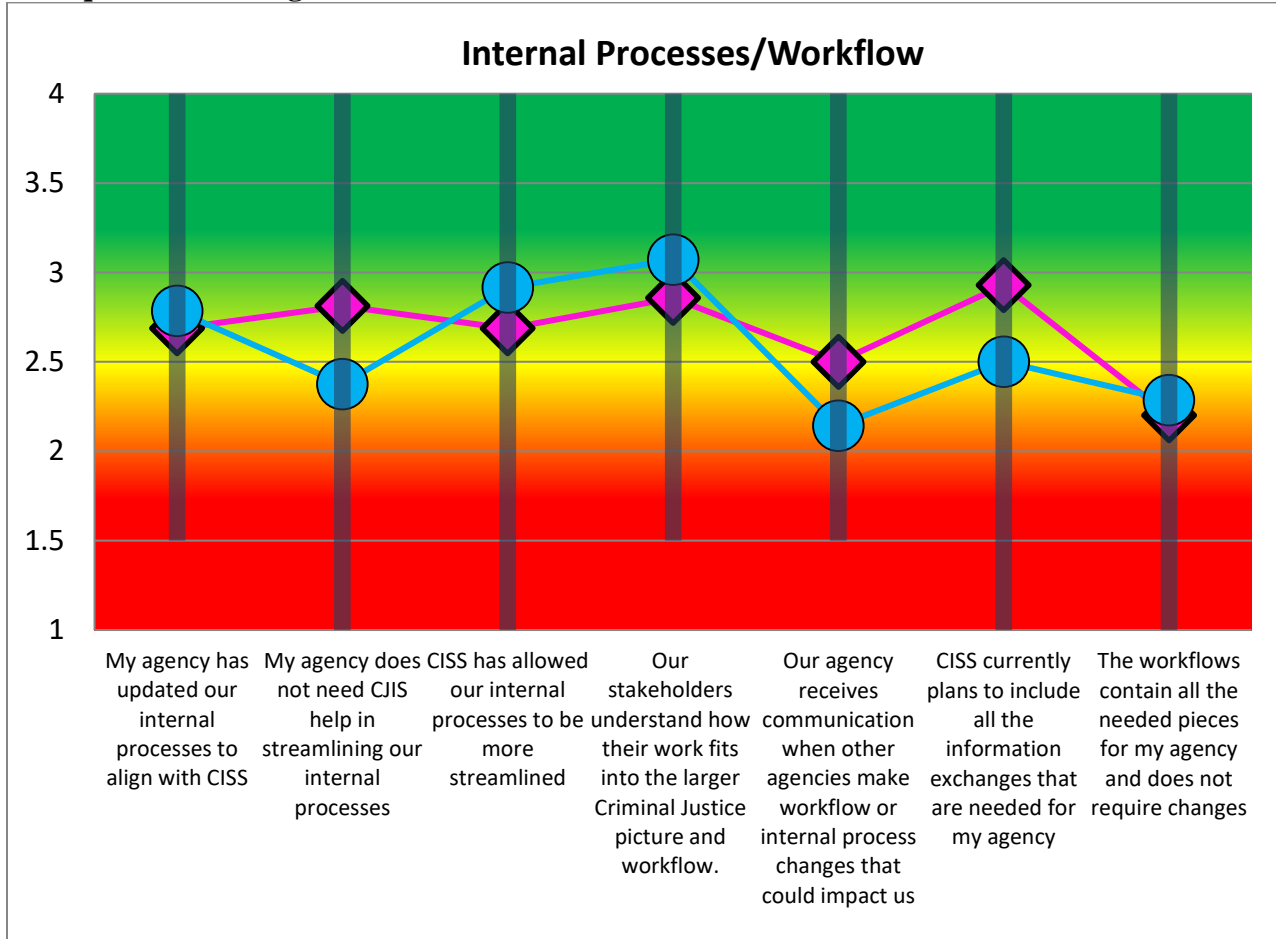 Internal Processes/Workflow
4
3.5
3
2.5
2
1.5
1
My agency has
updated our
internal
processes to
align with CISS
My agency does
not need CJIS
help in
streamlining our
internal
processes
CISS has allowed
our internal
processes to be
more
streamlined
Our
stakeholders
understand how
their work fits
into the larger
Criminal Justice
picture and
workflow.
Our agency
receives
communication
when other
agencies make
workflow or
internal process
changes that
could impact us
CISS currently
plans to include
all the
information
exchanges that
are needed for
my agency
The workflows
contain all the
needed pieces
for my agency
and does not
require changes